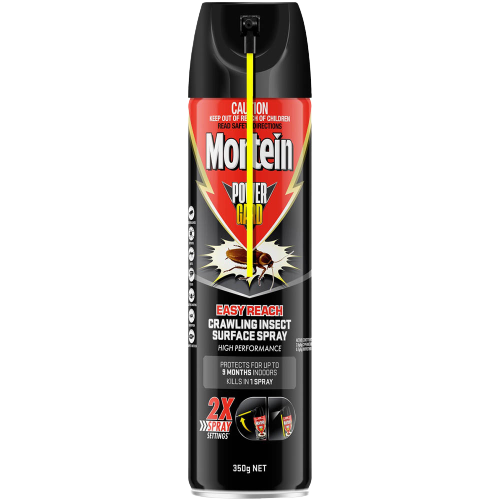 CAUTION
KEEP OUT OF REACH OF CHILDREN
READ SAFETY DIRECTIONS
Mortein
POWER
GARD
EASY REACH
CRAWLING INSECT
SURFACE SPRAY
HIGH PERFORMANCE
PROTECTS FOR UP TO
9 MONTHS INDOORS
KILLS IN 1 SPRAY
2X
SPRAY
SETTINGS
350g NET